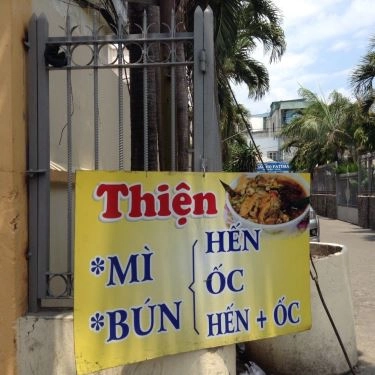 Thiện
*MÌ
*BÚN
HẾN
ỐC
HẾN + ỐC